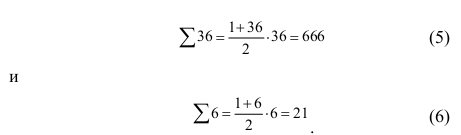 ∑36 = (1+36)/2 · 36 = 666 (5)
и
∑6 = (1+6)/2 · 6 = 21 . (6)